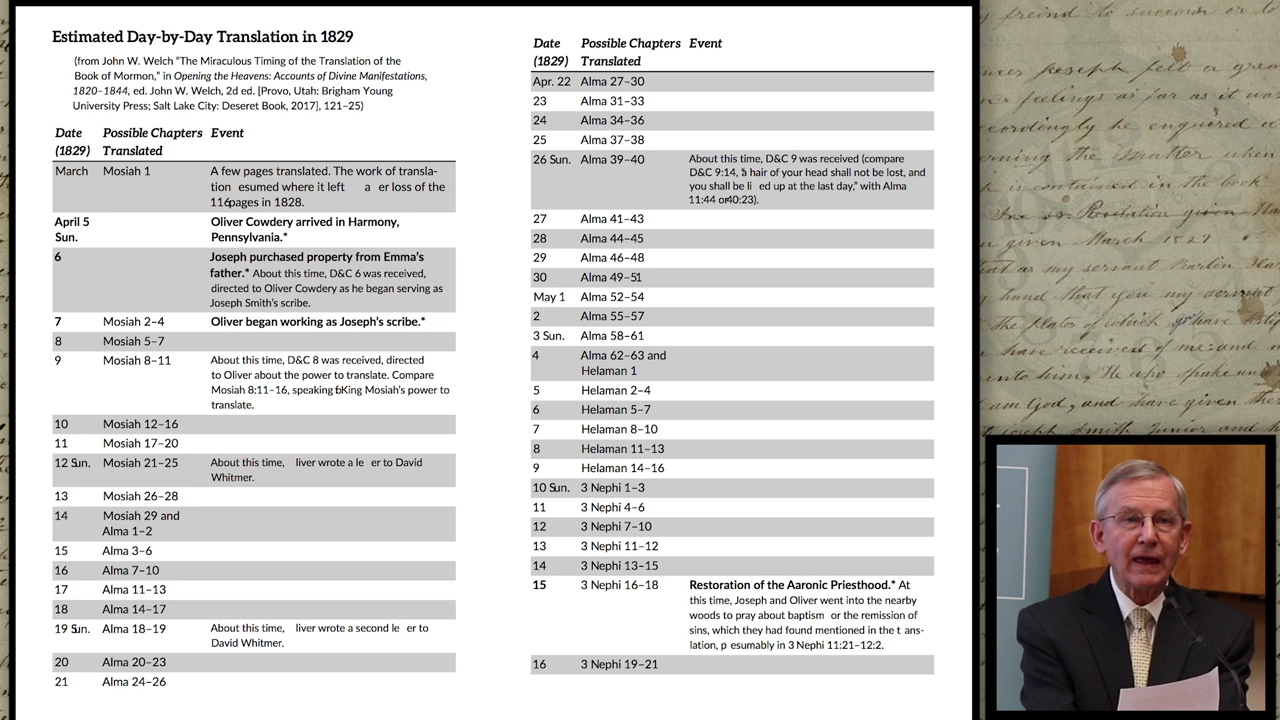 Estimated Day-by-Day Translation in 1829
(from John W. Welch “The Miraculous Timing of the Translation of the
Book of Mormon,” in Opening the Heavens: Accounts of Divine Manifestations,
1820–1844, ed. John W. Welch, 2d ed. [Provo, Utah: Brigham Young
University Press; Salt Lake City: Deseret Book, 2017], 121–25)
Date Possible Chapters Event
(1829) Translated
March Mosiah 1 A few pages translated. The work of transla-
tion esumed where it left a er loss of the
116pages in 1828.
April 5 Oliver Cowdery arrived in Harmony,
Sun. Pennsylvania.*
6 Joseph purchased property from Emma’s
father.* About this time, D&C 6 was received,
directed to Oliver Cowdery as he began serving as
Joseph Smith’s scribe.
7 Mosiah 2–4 Oliver began working as Joseph’s scribe.*
8 Mosiah 5–7
9 Mosiah 8–11 About this time, D&C 8 was received, directed
to Oliver about the power to translate. Compare
Mosiah 8:11–16, speaking King Mosiah’s power to
translate.
10 Mosiah 12–16
11 Mosiah 17–20
12 Sun. Mosiah 21–25 About this time, liver wrote a le er to David
Whitmer.
13 Mosiah 26–28
14 Mosiah 29 and
Alma 1–2
15 Alma 3–6
16 Alma 7–10
17 Alma 11–13
18 Alma 14–17
19 Sun. Alma 18–19 About this time, liver wrote a second le er to
David Whitmer.
20 Alma 20–23
21 Alma 24–26
Date Possible Chapters Event
(1829) Translated
Apr. 22 Alma 27–30
23 Alma 31–33
24 Alma 34–36
25 Alma 37–38
26 Sun. Alma 39–40 About this time, D&C 9 was received (compare
D&C 9:14, “a hair of your head shall not be lost, and
you shall be li ed up at the last day,” with Alma
11:44 or 40:23).
27 Alma 41–43
28 Alma 44–45
29 Alma 46–48
30 Alma 49–51
May 1 Alma 52–54
2 Alma 55–57
3 Sun. Alma 58–61
4 Alma 62–63 and
Helaman 1
5 Helaman 2–4
6 Helaman 5–7
7 Helaman 8–10
8 Helaman 11–13
9 Helaman 14–16
10 Sun. 3 Nephi 1–3
11 3 Nephi 4–6
12 3 Nephi 7–10
13 3 Nephi 11–12
14 3 Nephi 13–15
15 3 Nephi 16–18 Restoration of the Aaronic Priesthood.* At
this time, Joseph and Oliver went into the nearby
woods to pray about baptism or the remission of
sins, which they had found mentioned in the t ans-
lation, p esumably in 3 Nephi 11:21–12:2.
16 3 Nephi 19–21